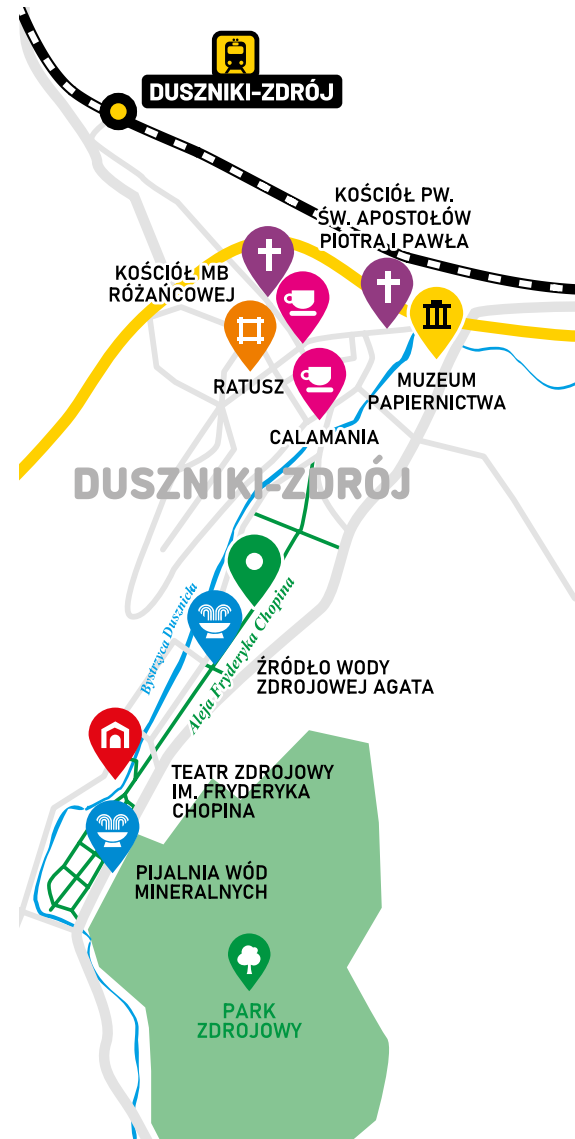 DUSZNIKI-ZDRÓJ
KOŚCIÓŁ PW.
ŚW. APOSTOŁÓW
PIOTRA I PAWŁA
KOŚCIÓŁ MB
RÓŻAŃCOWEJ
RATUSZ
MUZEUM
PAPIERNICTWA
CALAMANIA
DUSZNIKI-ZDRÓJ
Bystrzyca Dusznicka
Aleja Fryderyka Chopina
ŹRÓDŁO WODY
ZDROJOWEJ AGATA
TEATR ZDROJOWY
IM. FRYDERYKA
CHOPINA
PIJALNIA WÓD
MINERALNYCH
PARK
ZDROJOWY